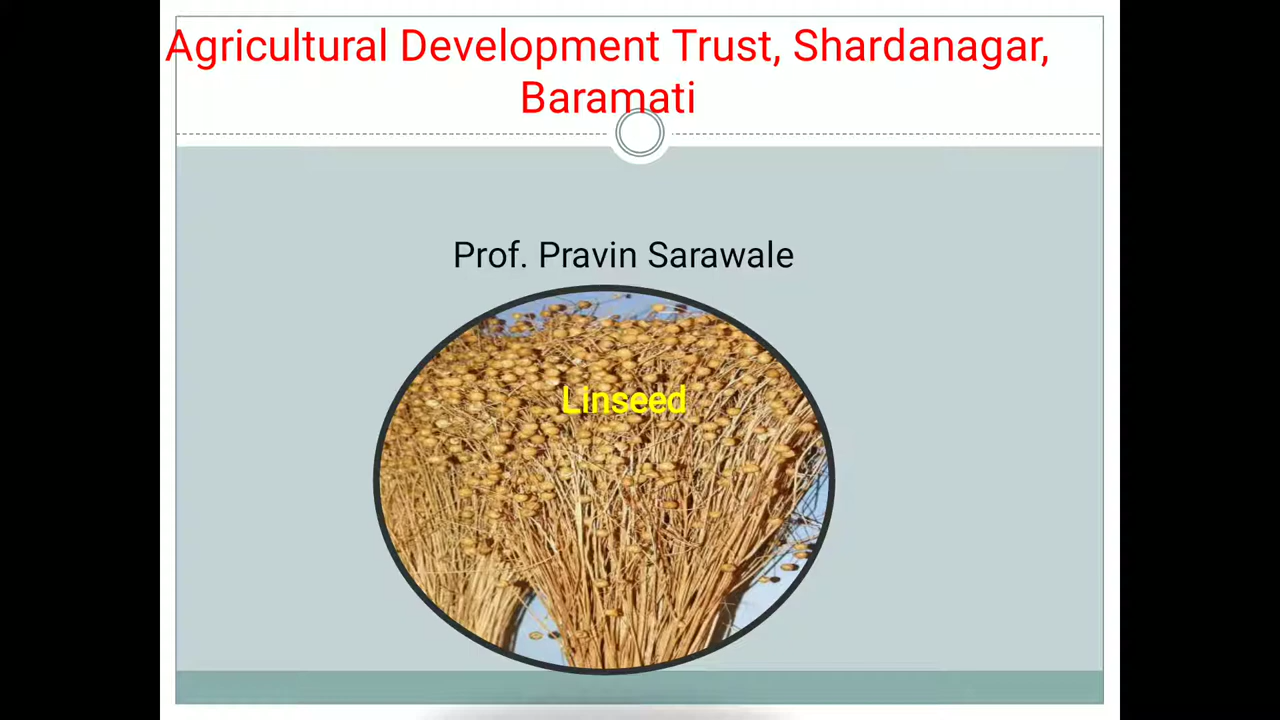 Agricultural Development Trust, Shardanagar,
Baramati
Prof. Pravin Sarawale
Linseed